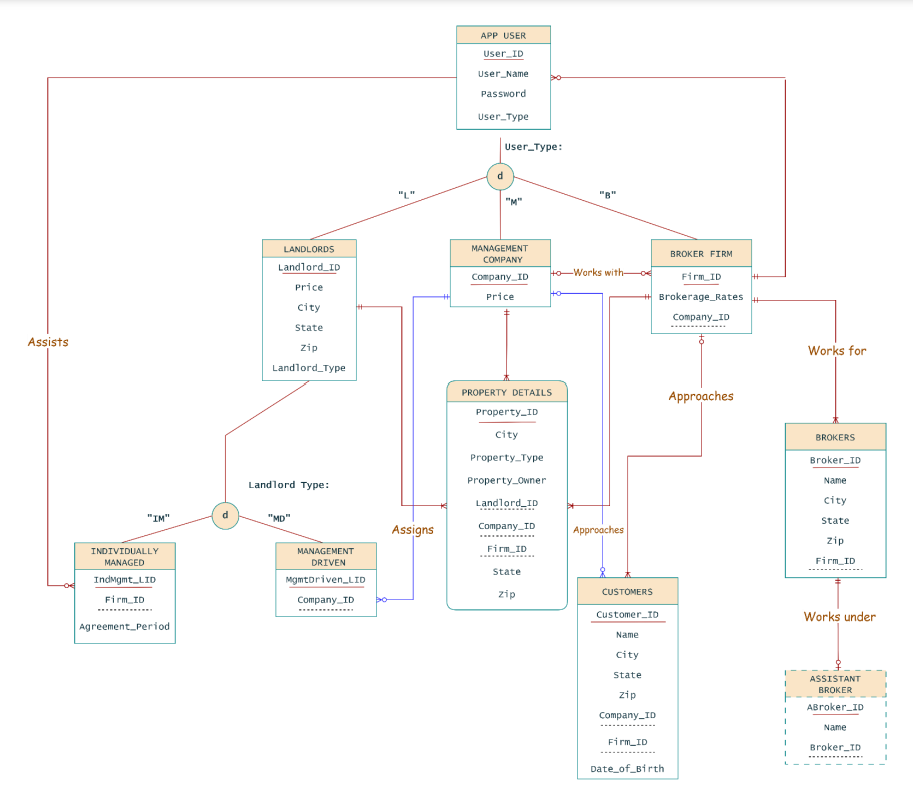 APP USER
User_ID
User_Name
Password
User_Type
User_Type:
d
"L"
"M"
"B"
LANDLORDS
Landlord_ID
Price
City
State
Zip
Landlord_Type
MANAGEMENT
COMPANY
Company_ID
Price
Works with
BROKER FIRM
Firm_ID
Brokerage_Rates
Company_ID
Assists
Works for
Approaches
PROPERTY DETAILS
Property_ID
City
Property_Type
Property_Owner
Landlord_ID
Company_ID
Firm_ID
State
Zip
BROKERS
Broker_ID
Name
City
State
Zip
Firm_ID
Landlord Type:
d
"IM"
"MD"
Assigns
Approaches
INDIVIDUALLY
MANAGED
IndMgmt_LID
Firm_ID
Agreement_Period
MANAGEMENT
DRIVEN
MgmtDriven_LID
Company_ID
CUSTOMERS
Customer_ID
Name
City
State
Zip
Company_ID
Firm_ID
Date_of_Birth
Works under
ASSISTANT
BROKER
ABroker_ID
Name
Broker_ID